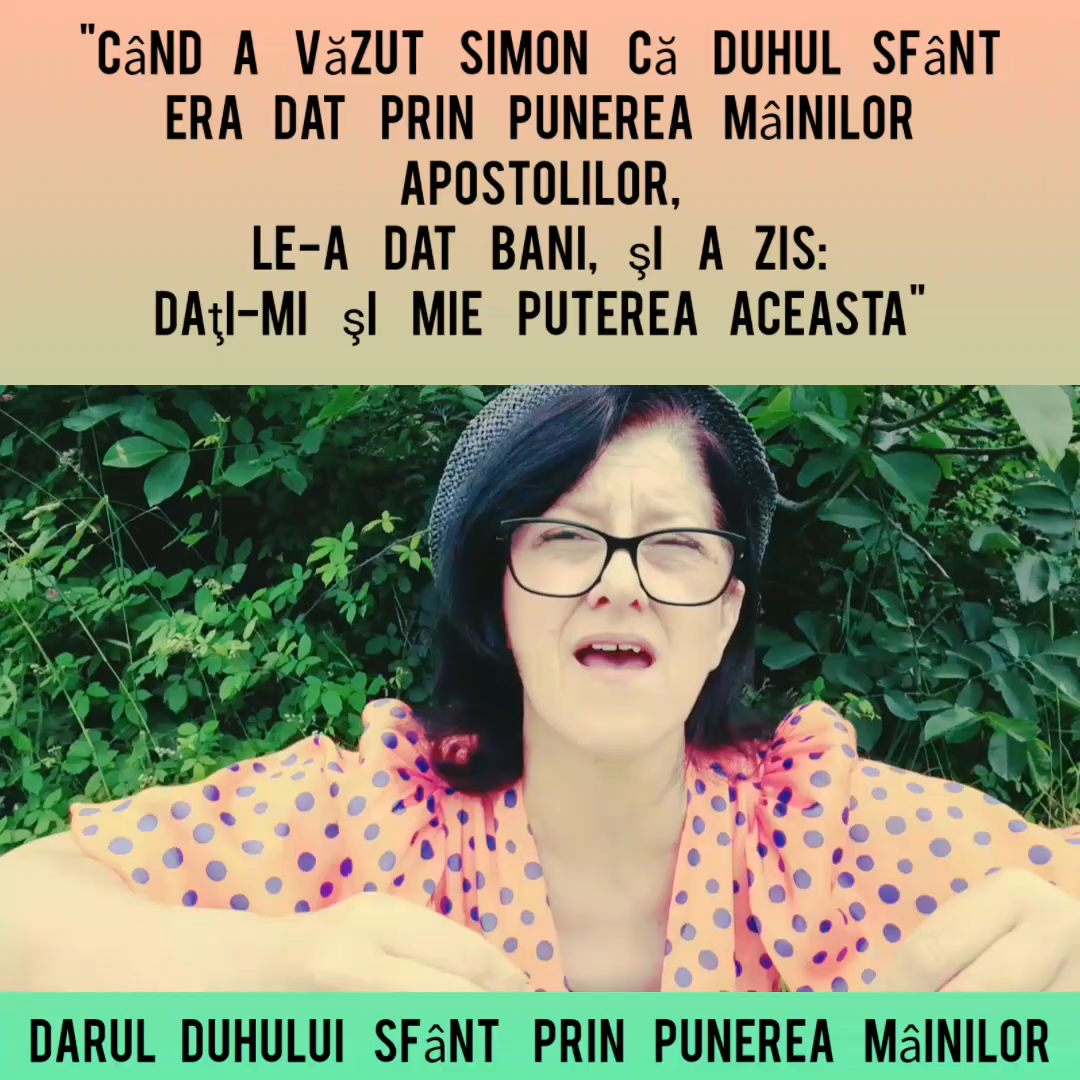 "CâND A VăZUT SIMON Că DUHUL SFâNT
ERA DAT PRIN PUNEREA MâINILOR
APOSTOLILOR,
LE-A DAT BANI, şI A ZIS:
DAţI-MI şI MIE PUTEREA ACEASTA"
DARUL DUHULUI SFâNT PRIN PUNEREA MâINILOR